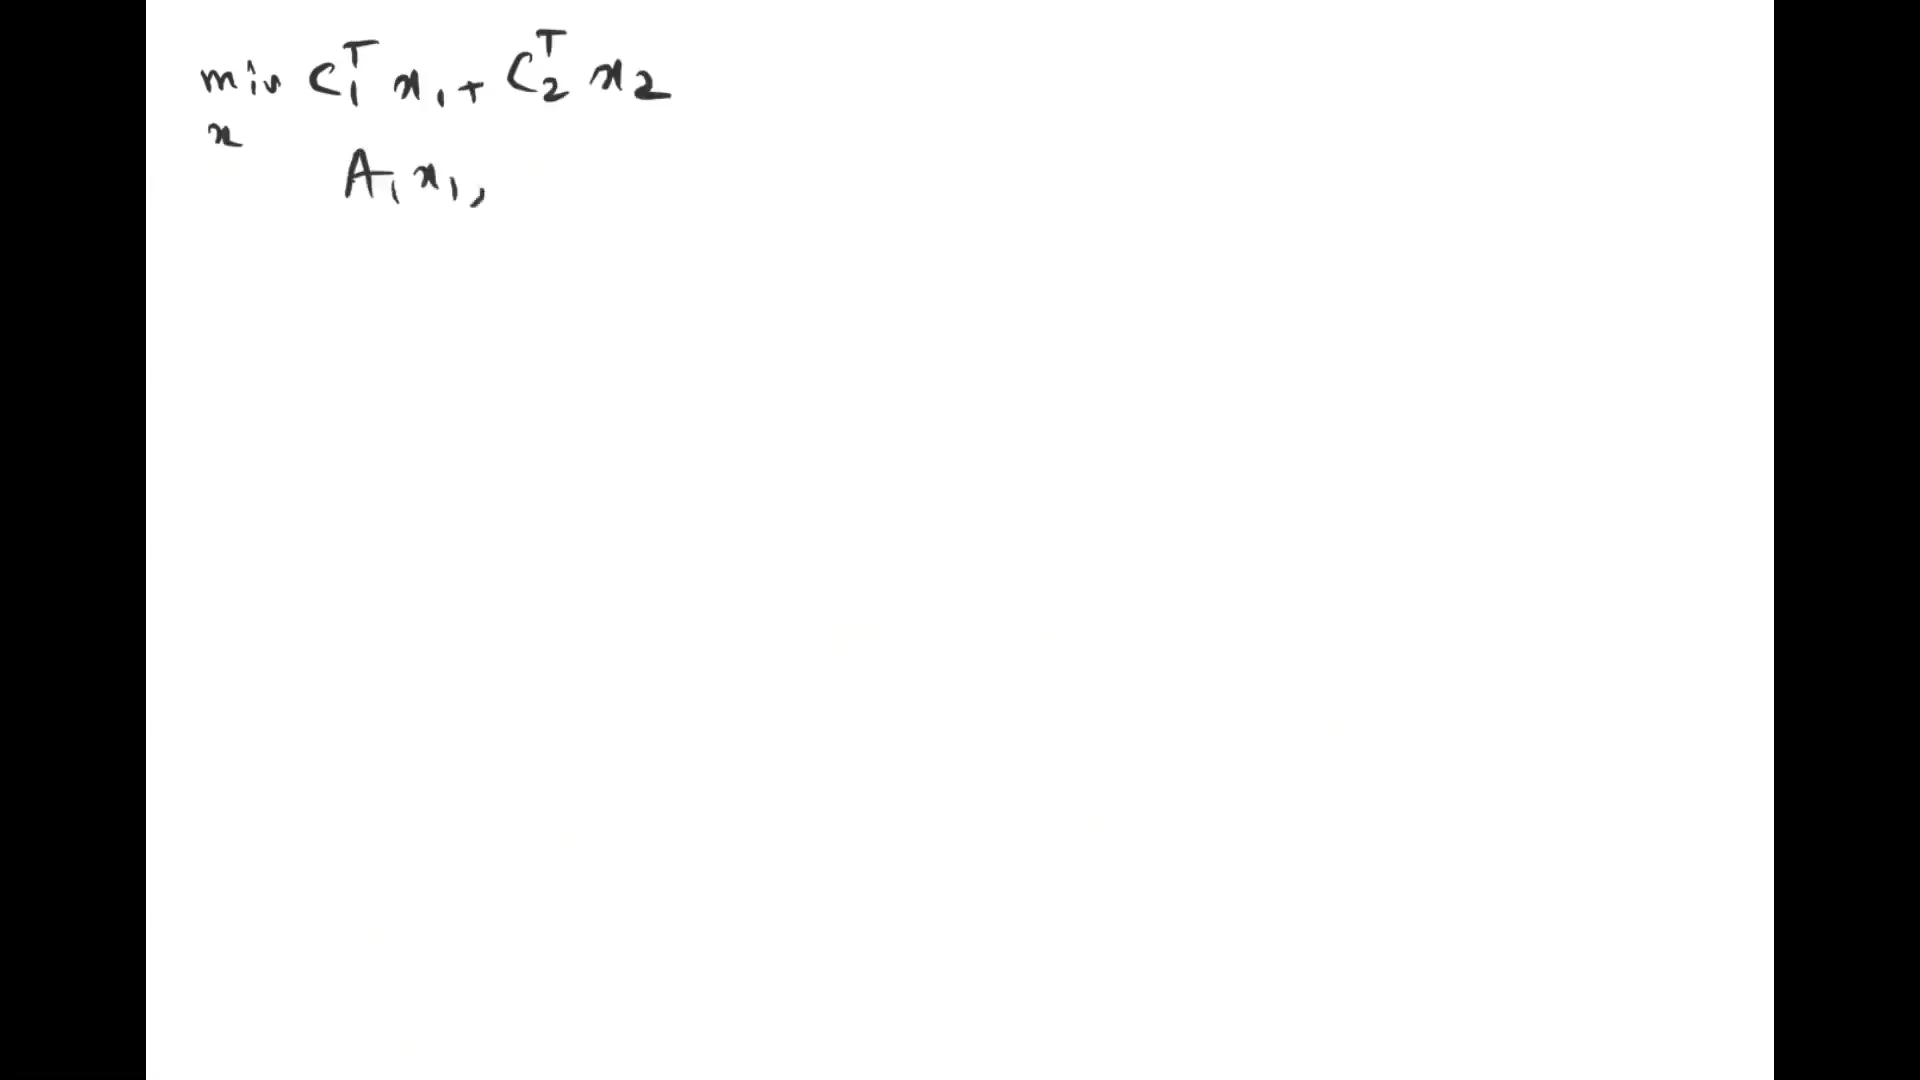 min C₁ᵀ x₁ + C₂ᵀ x₂
x
A₁ x₁,